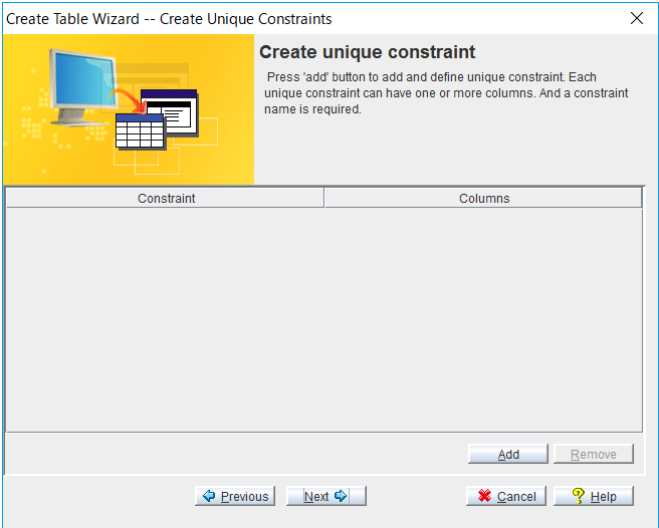 Create Table Wizard -- Create Unique Constraints
Create unique constraint
Press 'add' button to add and define unique constraint. Each
unique constraint can have one or more columns. And a constraint
name is required.
Constraint Columns
Add Remove
Previous Next Cancel Help